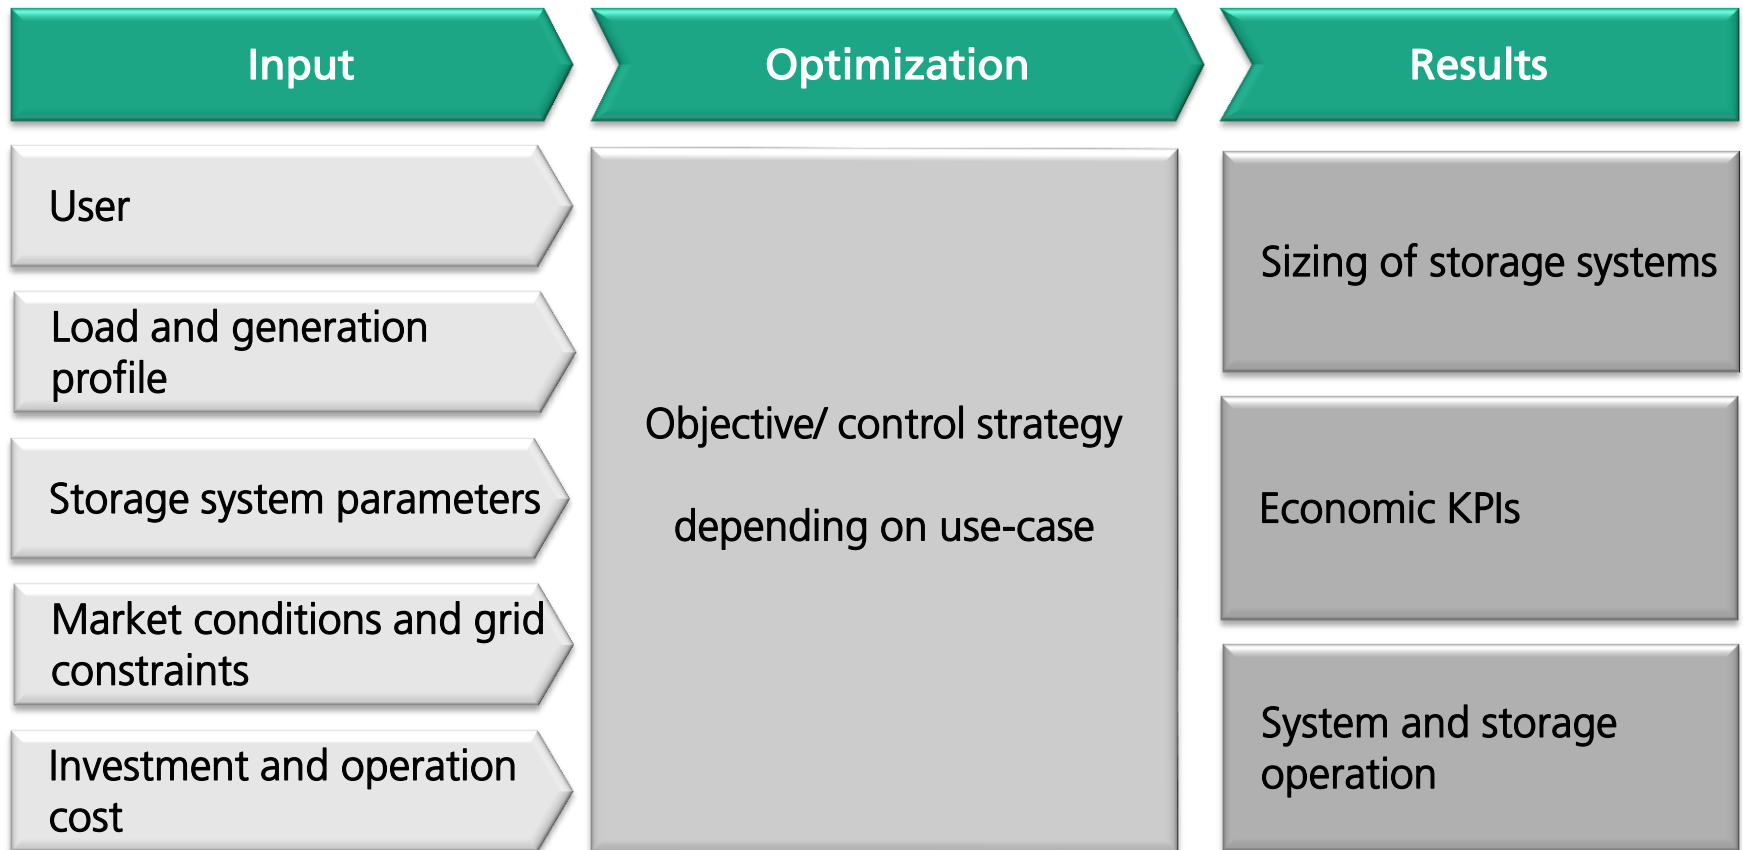 Input
Optimization
Results
User
Load and generation
profile
Storage system parameters
Market conditions and grid
constraints
Investment and operation
cost
Objective/ control strategy
depending on use-case
Sizing of storage systems
Economic KPIs
System and storage
operation